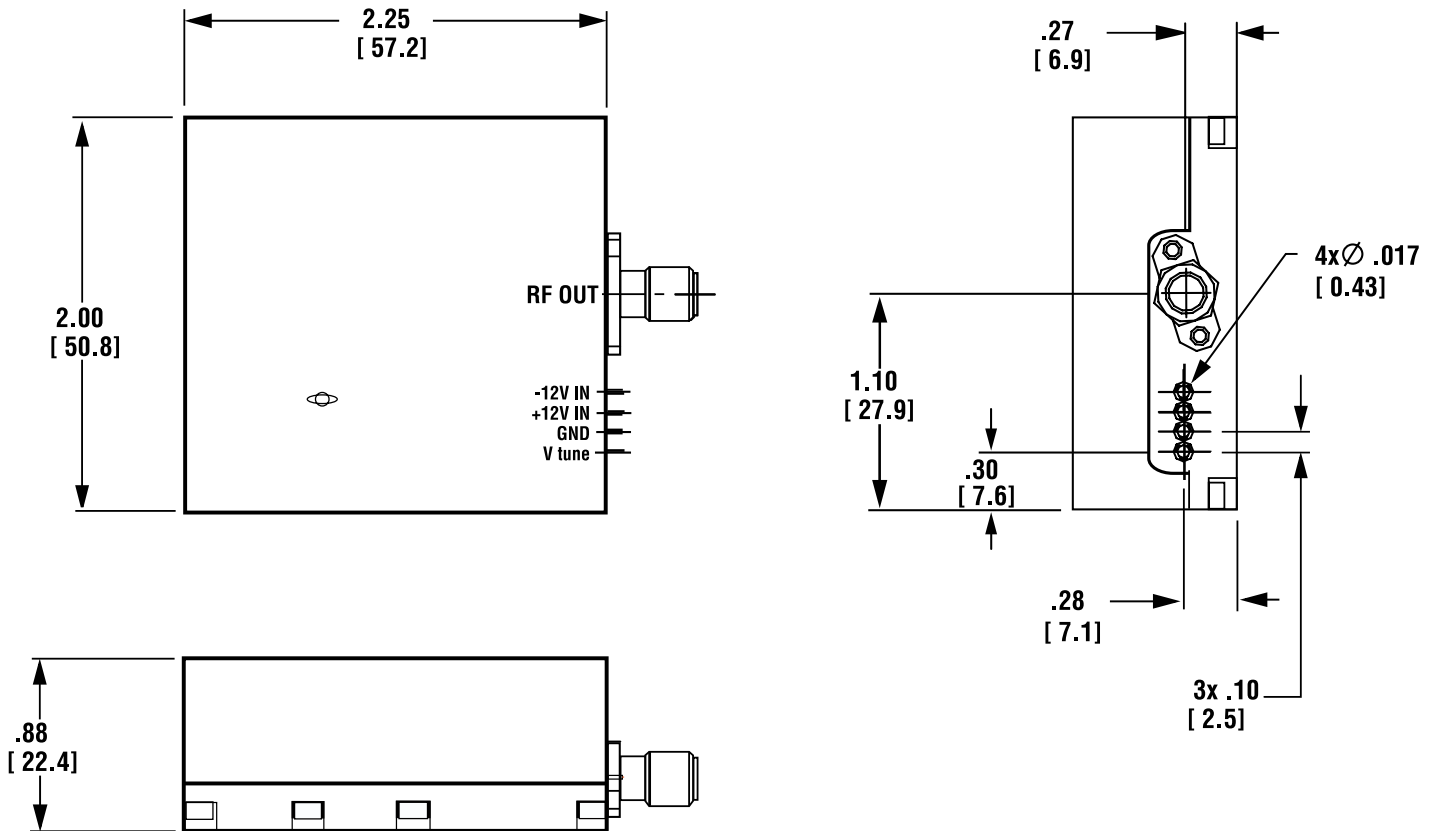 2.25
[ 57.2]
.27
[ 6.9]
4x∅ .017
[ 0.43]
RF OUT
2.00
[ 50.8]
1.10
[ 27.9]
-12V IN
+12V IN
GND
V tune
.30
[ 7.6]
.28
[ 7.1]
3x .10
[ 2.5]
.88
[ 22.4]